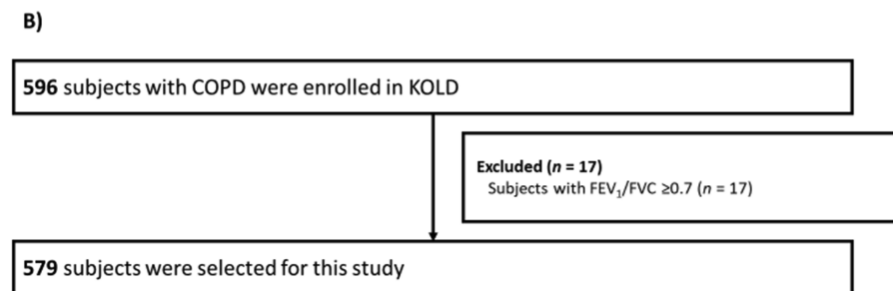 B)
596 subjects with COPD were enrolled in KOLD
Excluded (n = 17)
Subjects with FEV₁/FVC ≥0.7 (n = 17)
579 subjects were selected for this study